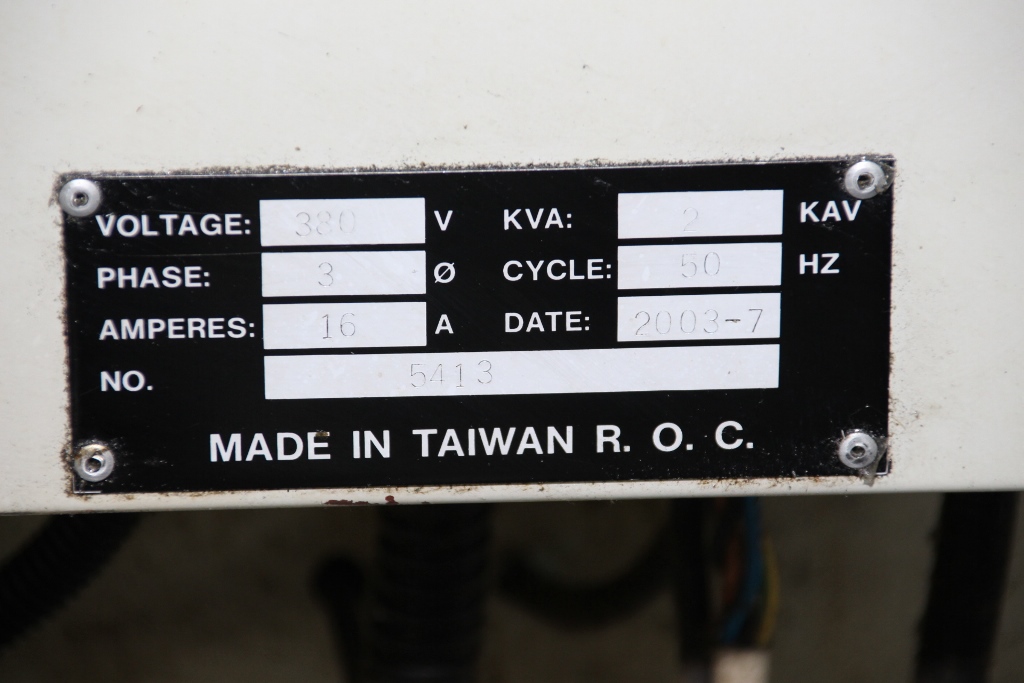 VOLTAGE: 380 V KVA: 2 KAV
PHASE: 3 Ø CYCLE: 50 HZ
AMPERES: 16 A DATE: 2003-7
NO. 5413
MADE IN TAIWAN R. O. C.